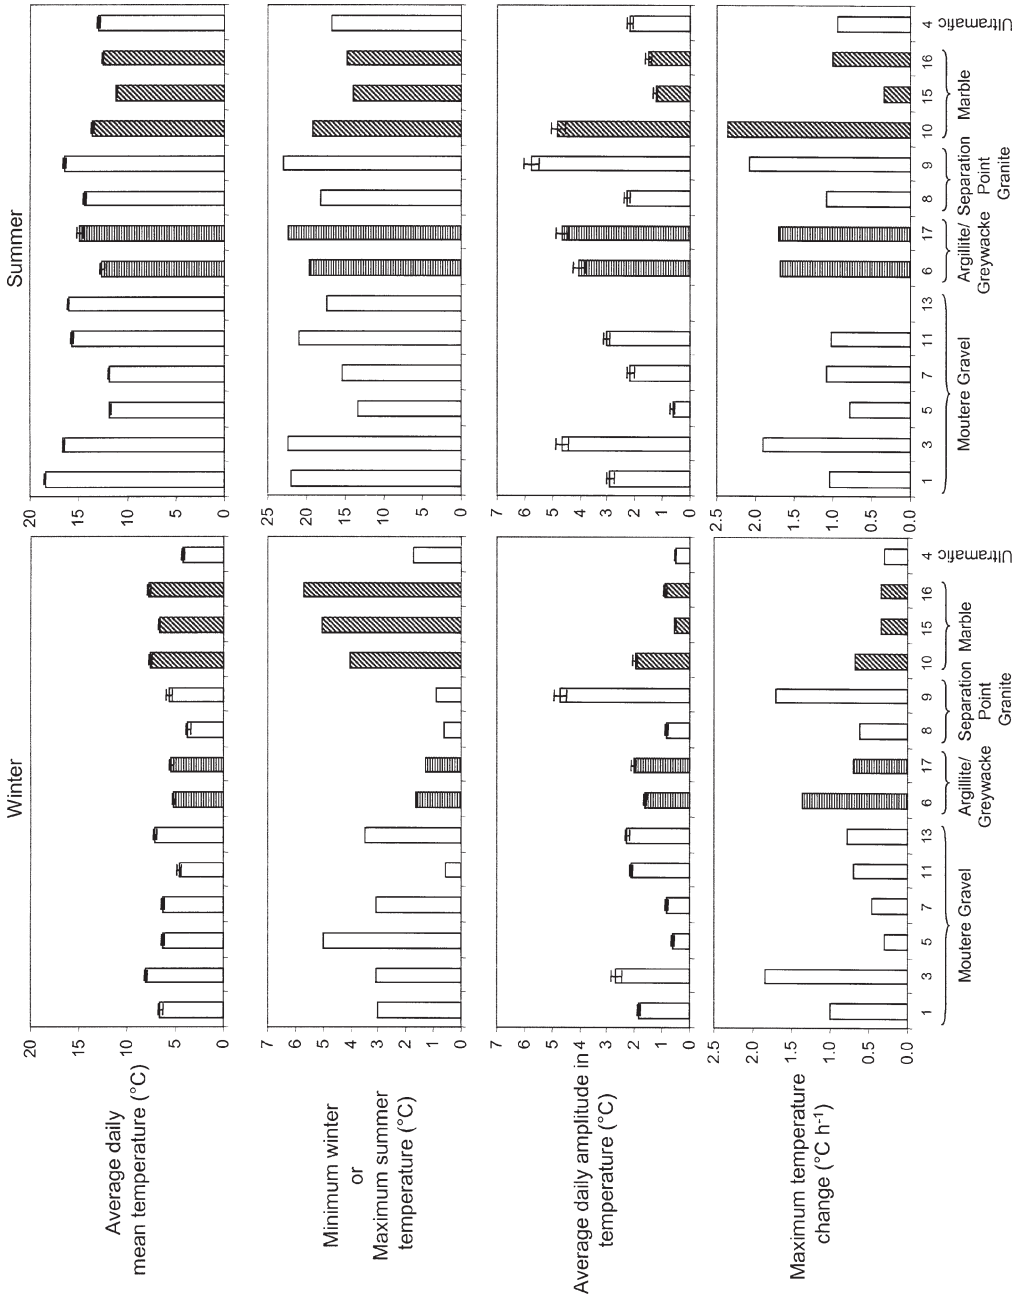 Winter
Summer
Average daily
mean temperature (°C)
20
15
10
5
0
20
15
10
5
0
Minimum winter
or
Maximum summer
temperature (°C)
7
6
5
4
3
2
1
0
25
20
15
10
5
0
Average daily amplitude in
temperature (°C)
7
6
5
4
3
2
1
0
7
6
5
4
3
2
1
0
Maximum temperature
change (°C h-1)
2.5
2.0
1.5
1.0
0.5
0.0
2.5
2.0
1.5
1.0
0.5
0.0
1 3 5 7 11 13 6 17 8 9 10 15 16 4
Moutere Gravel
Argillite/
Greywacke
Separation
Point
Granite
Marble
Ultramafic
1 3 5 7 11 13 6 17 8 9 10 15 16 4
Moutere Gravel
Argillite/
Greywacke
Separation
Point
Granite
Marble
Ultramafic